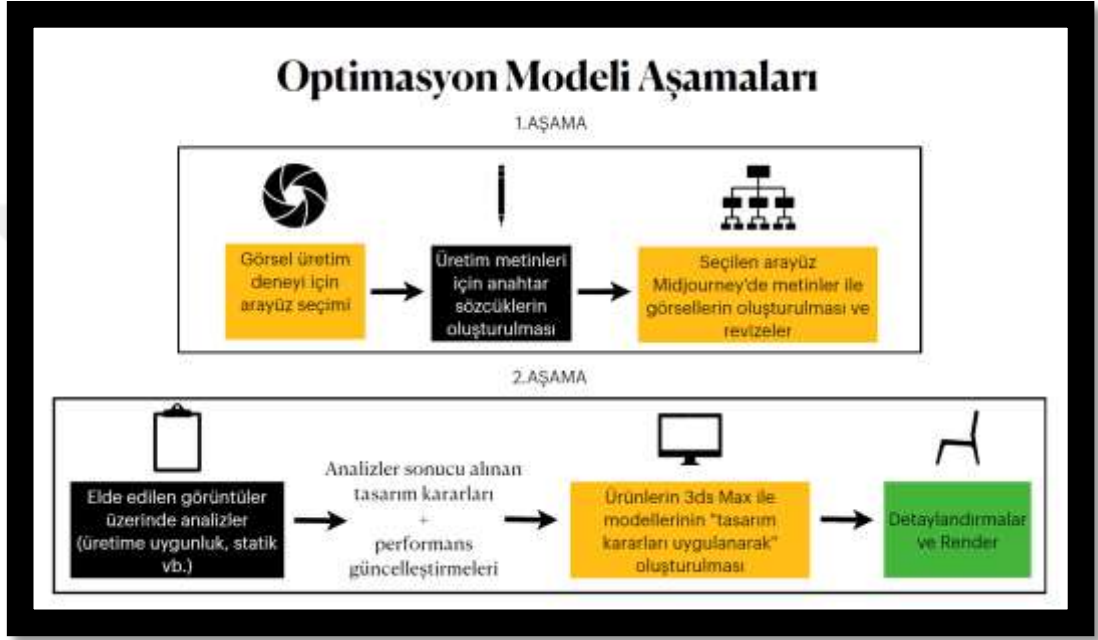 Optimasyon Modeli Aşamaları
1.AŞAMA
Görsel üretim
deneyi için
arayüz seçimi
Üretim metinleri
için anahtar
sözcüklerin
oluşturulması
Seçilen arayüz
Midjourney'de metinler ile
görsellerin oluşturulması ve
revizeler
2.AŞAMA
Elde edilen görüntüler
üzerinde analizler
(üretime uygunluk, statik
vb.)
Analizler sonucu alınan
tasarım kararları
+
performans
güncelleştirmeleri
Ürünlerin 3ds Max ile
modellerinin "tasarım
kararları uygulanarak"
oluşturulması
Detaylandırmalar
ve Render